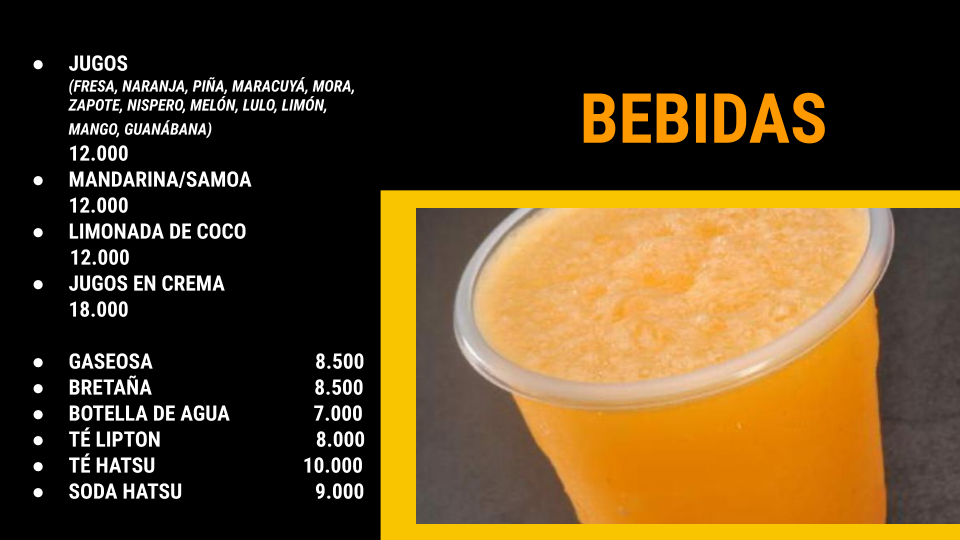 BEBIDAS
● JUGOS
(FRESA, NARANJA, PIÑA, MARACUYÁ, MORA,
ZAPOTE, NISPERO, MELÓN, LULO, LIMÓN,
MANGO, GUANÁBANA)
12.000
● MANDARINA/SAMOA
12.000
● LIMONADA DE COCO
12.000
● JUGOS EN CREMA
18.000
● GASEOSA 8.500
● BRETAÑA 8.500
● BOTELLA DE AGUA 7.000
● TÉ LIPTON 8.000
● TÉ HATSU 10.000
● SODA HATSU 9.000